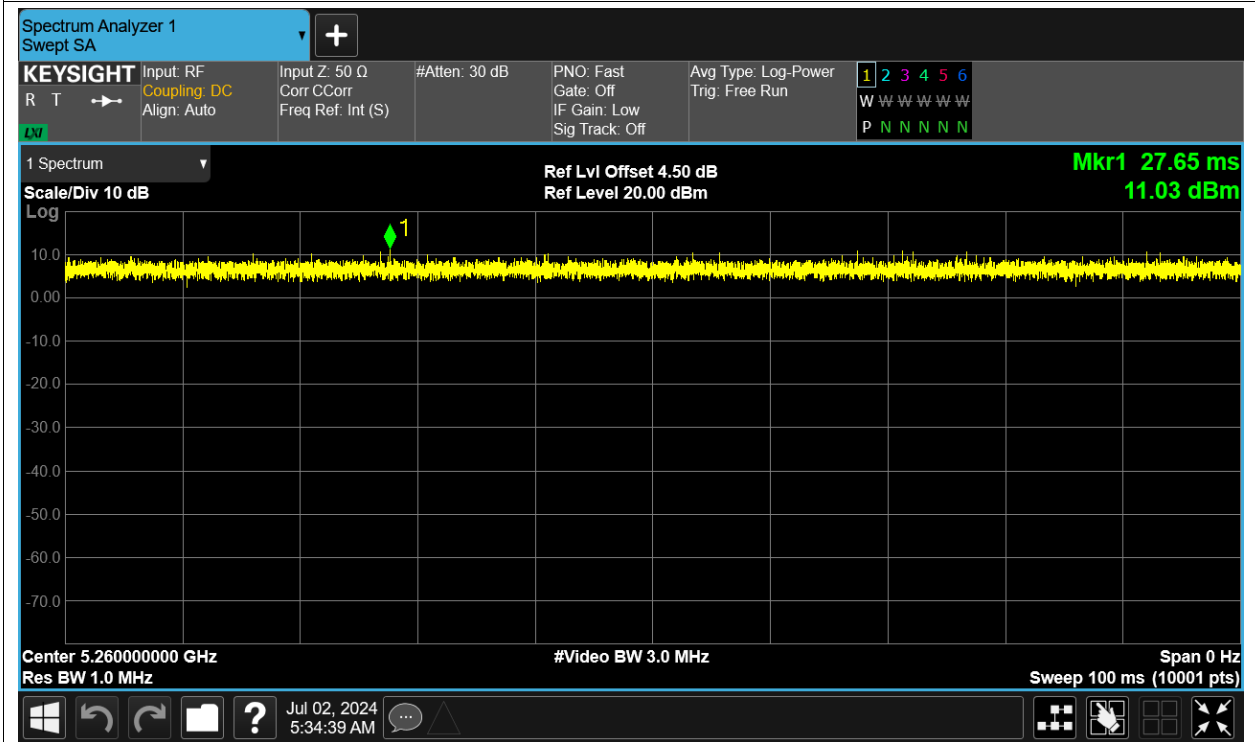 Spectrum Analyzer 1
Swept SA
+
KEYSIGHT
R T
LXI
Input: RF
Coupling: DC
Align: Auto
Input Z: 50 Ω
Corr CCorr
Freq Ref: Int (S)
#Atten: 30 dB
PNO: Fast
Gate: Off
IF Gain: Low
Sig Track: Off
Avg Type: Log-Power
Trig: Free Run
1 2 3 4 5 6
W W W W W W
P N N N N N
1 Spectrum
Scale/Div 10 dB
Log
Ref Lvl Offset 4.50 dB
Ref Level 20.00 dBm
Mkr1 27.65 ms
11.03 dBm
1
10.0
0.00
-10.0
-20.0
-30.0
-40.0
-50.0
-60.0
-70.0
Center 5.260000000 GHz
Res BW 1.0 MHz
#Video BW 3.0 MHz
Span 0 Hz
Sweep 100 ms (10001 pts)
?
Jul 02, 2024
5:34:39 AM